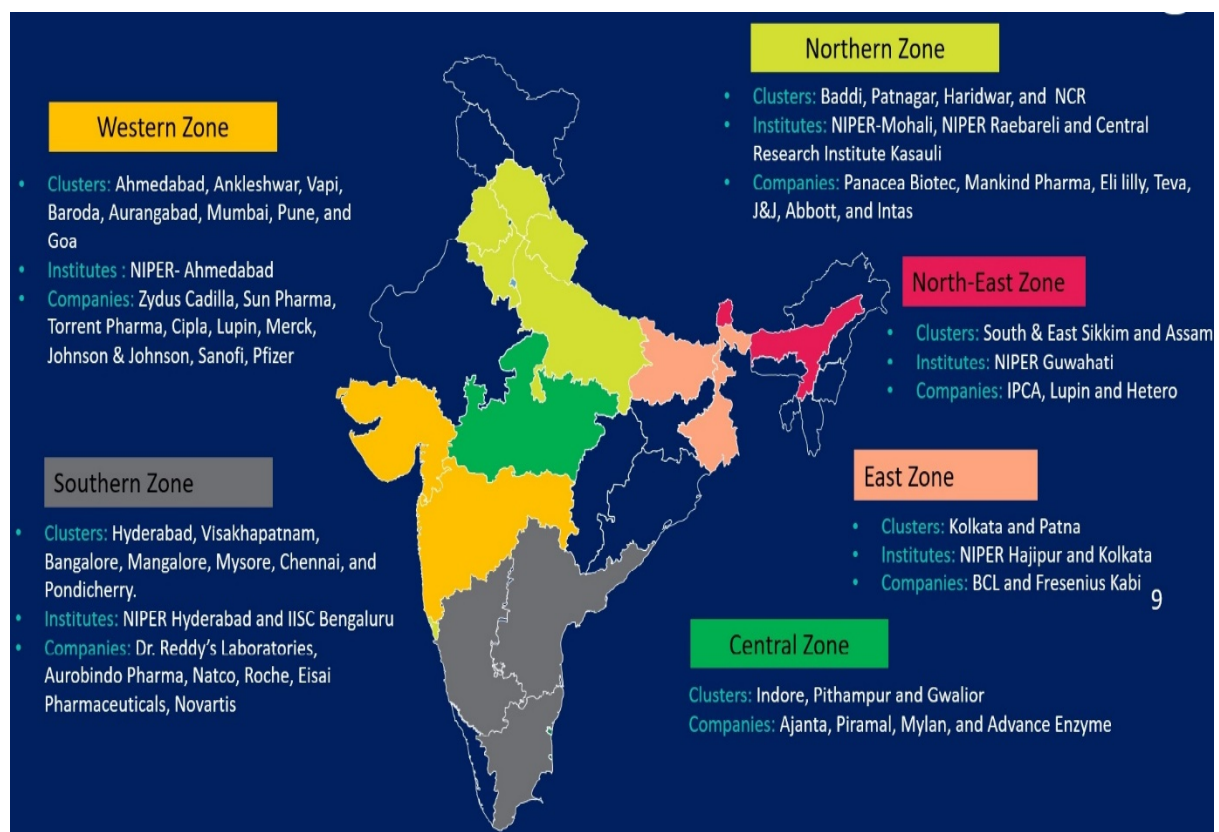 Northern Zone
• Clusters: Baddi, Patnagar, Haridwar, and NCR
• Institutes: NIPER-Mohali, NIPER Raebareli and Central
Research Institute Kasauli
• Companies: Panacea Biotec, Mankind Pharma, Eli lilly, Teva,
J&J, Abbott, and Intas
Western Zone
• Clusters: Ahmedabad, Ankleshwar, Vapi,
Baroda, Aurangabad, Mumbai, Pune, and
Goa
• Institutes : NIPER- Ahmedabad
• Companies: Zydus Cadilla, Sun Pharma,
Torrent Pharma, Cipla, Lupin, Merck,
Johnson & Johnson, Sanofi, Pfizer
North-East Zone
• Clusters: South & East Sikkim and Assam
• Institutes: NIPER Guwahati
• Companies: IPCA, Lupin and Hetero
Southern Zone
• Clusters: Hyderabad, Visakhapatnam,
Bangalore, Mangalore, Mysore, Chennai, and
Pondicherry.
• Institutes: NIPER Hyderabad and IISC Bengaluru
• Companies: Dr. Reddy's Laboratories,
Aurobindo Pharma, Natco, Roche, Eisai
Pharmaceuticals, Novartis
East Zone
• Clusters: Kolkata and Patna
• Institutes: NIPER Hajipur and Kolkata
• Companies: BCL and Fresenius Kabi
9
Central Zone
Clusters: Indore, Pithampur and Gwalior
Companies: Ajanta, Piramal, Mylan, and Advance Enzyme